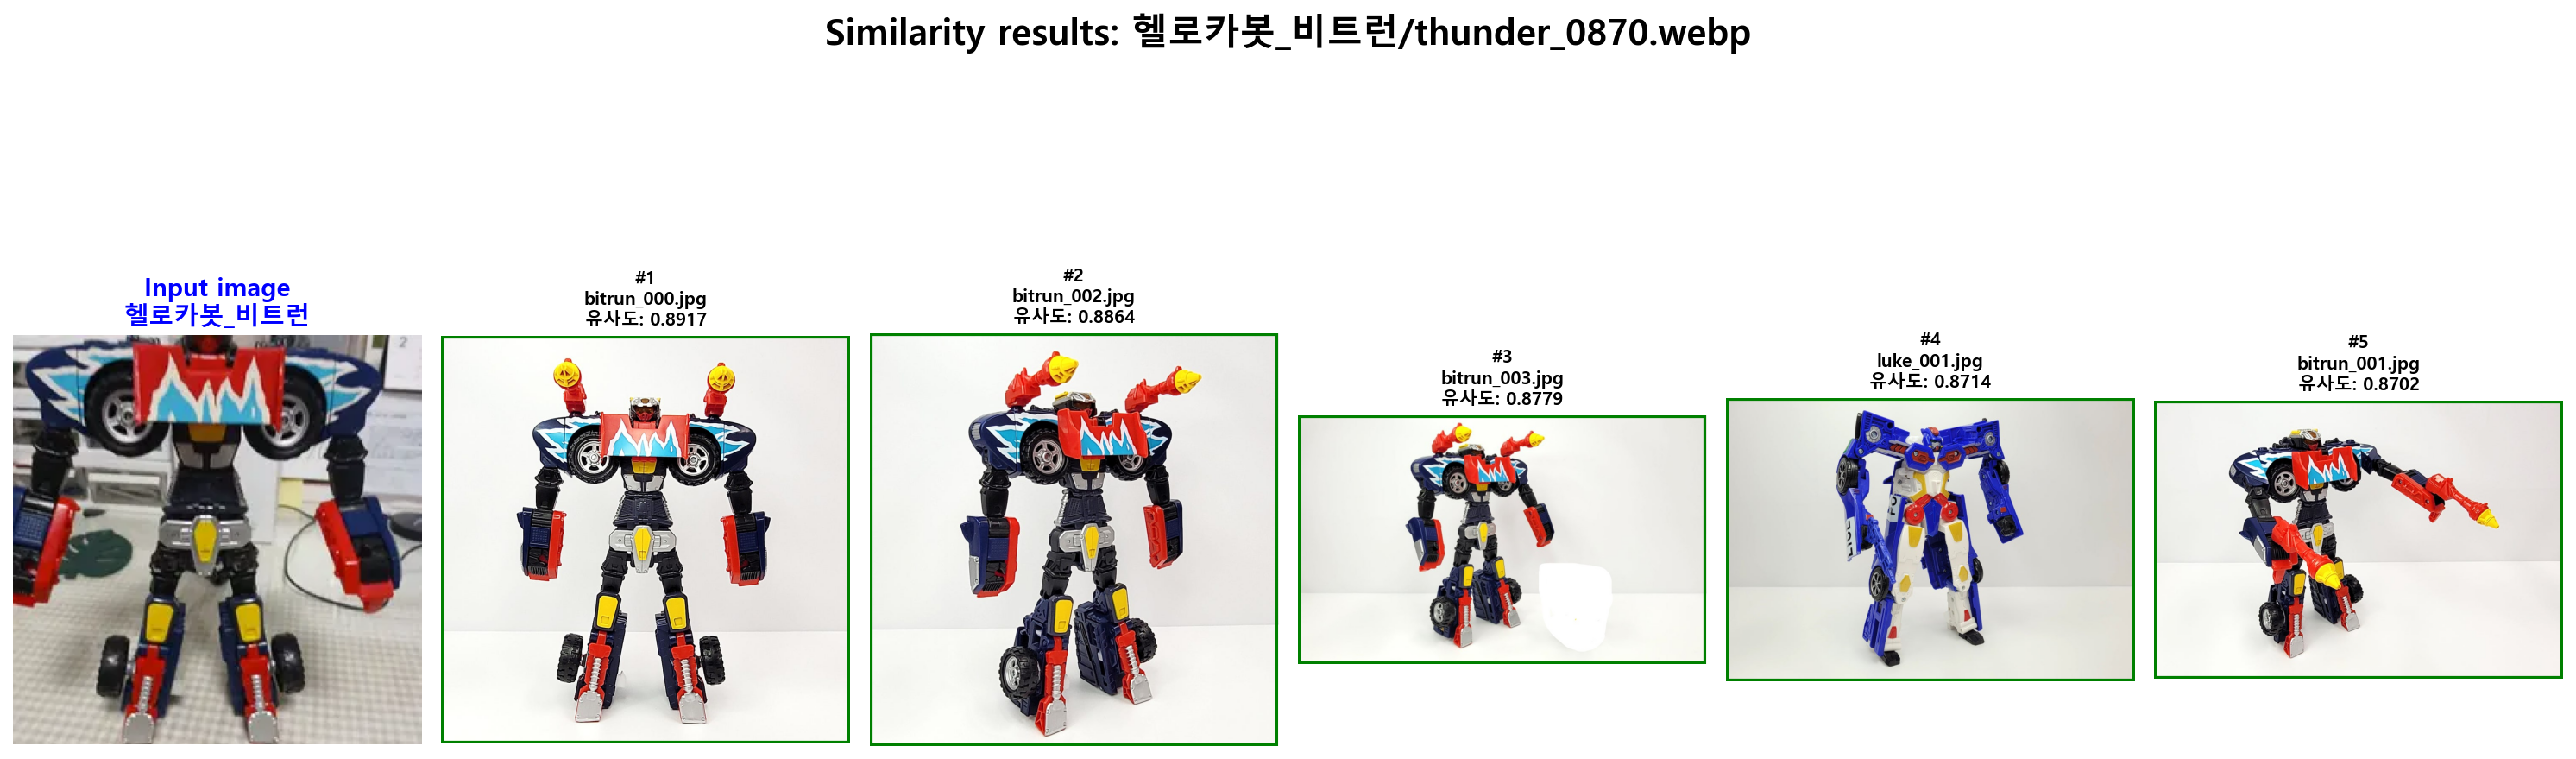 Similarity results: 헬로카봇_비트런/thunder_0870.webp
Input image
헬로카봇_비트런
#1
bitrun_000.jpg
유사도: 0.8917
#2
bitrun_002.jpg
유사도: 0.8864
#3
bitrun_003.jpg
유사도: 0.8779
#4
luke_001.jpg
유사도: 0.8714
#5
bitrun_001.jpg
유사도: 0.8702